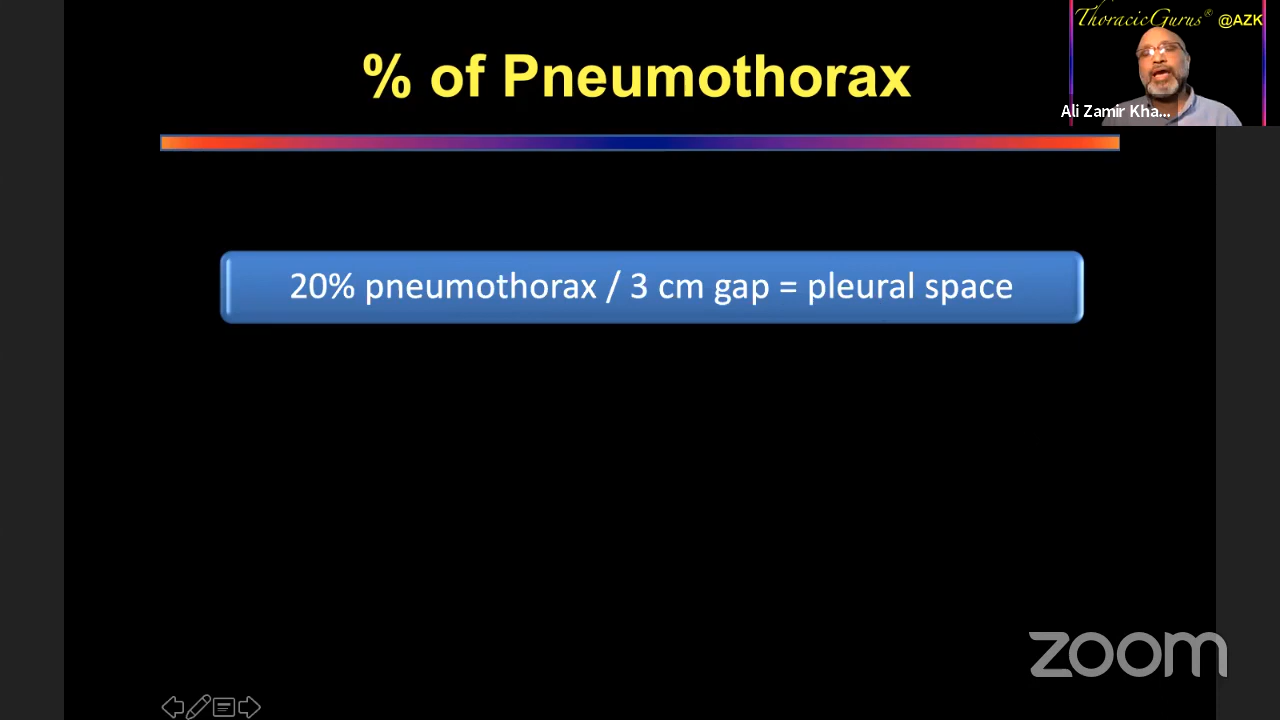 ThoracicGurus® @AZK
% of Pneumothorax
Ali Zamir Kha...
20% pneumothorax / 3 cm gap = pleural space
zoom